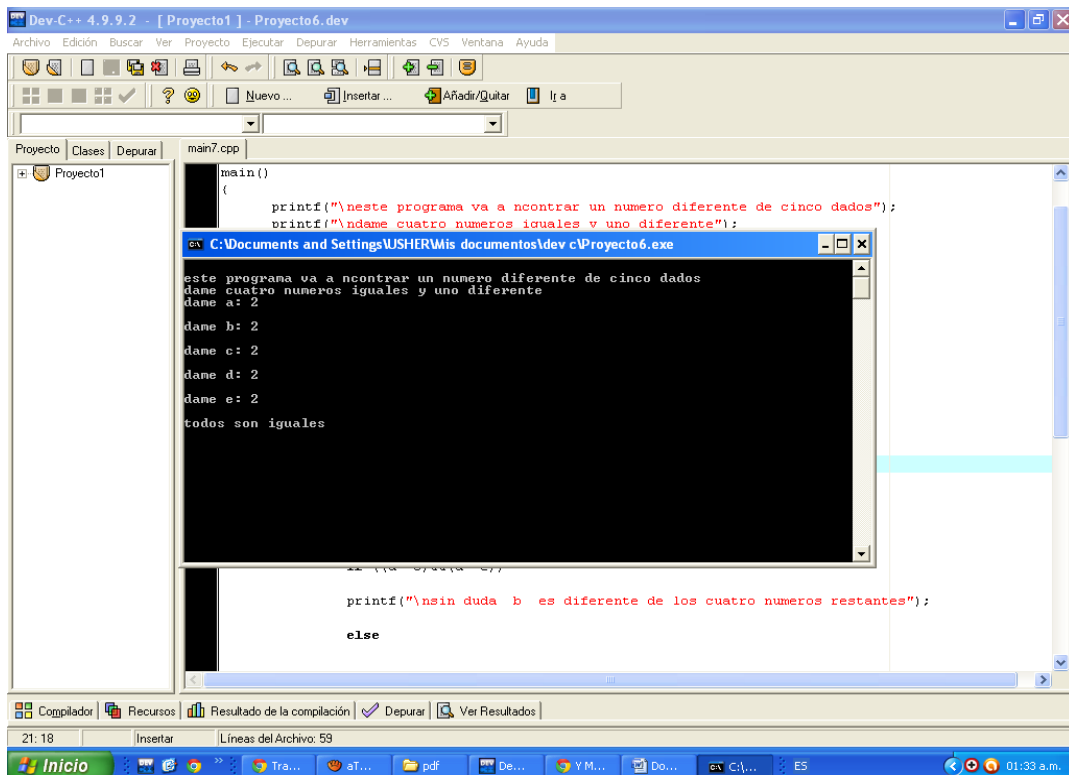 Dev-C++ 4.9.9.2 - [ Proyecto1 ] - Proyecto6.dev
Archivo Edición Buscar Ver Proyecto Ejecutar Depurar Herramientas CVS Ventana Ayuda
Nuevo ... Insertar ... Añadir/Quitar Ir a
Proyecto Clases Depurar main7.cpp
Proyecto1
main()
{
printf("\neste programa va a ncontrar un numero diferente de cinco dados");
printf("\ndame cuatro numeros iguales y uno diferente");
C:\Documents and Settings\USHER\Mis documentos\dev c\Proyecto6.exe
este programa va a ncontrar un numero diferente de cinco dados
dame cuatro numeros iguales y uno diferente
dame a: 2
dame b: 2
dame c: 2
dame d: 2
dame e: 2
todos son iguales
printf("\nsin duda b es diferente de los cuatro numeros restantes");
else
Compilador Recursos Resultado de la compilación Depurar Ver Resultados
21: 18 Insertar Líneas del Archivo: 59
Inicio Tra... aT... pdf De... Y M... Do... C:\... ES 01:33 a.m.